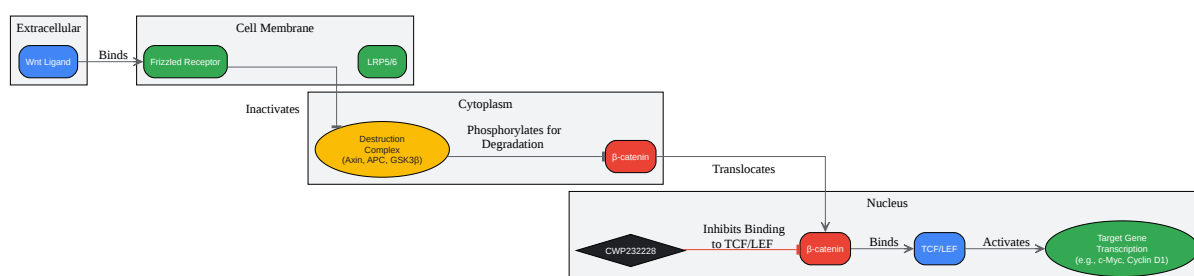 Extracellular
Cell Membrane
Wnt Ligand
Binds
Frizzled Receptor
LRP5/6
Inactivates
Cytoplasm
Destruction
Complex
(Axin, APC, GSK3β)
Phosphorylates for
Degradation
β-catenin
Translocates
Nucleus
CWP232228
Inhibits Binding
to TCF/LEF
β-catenin
Binds
TCF/LEF
Activates
Target Gene
Transcription
(e.g., c-Myc, Cyclin D1)